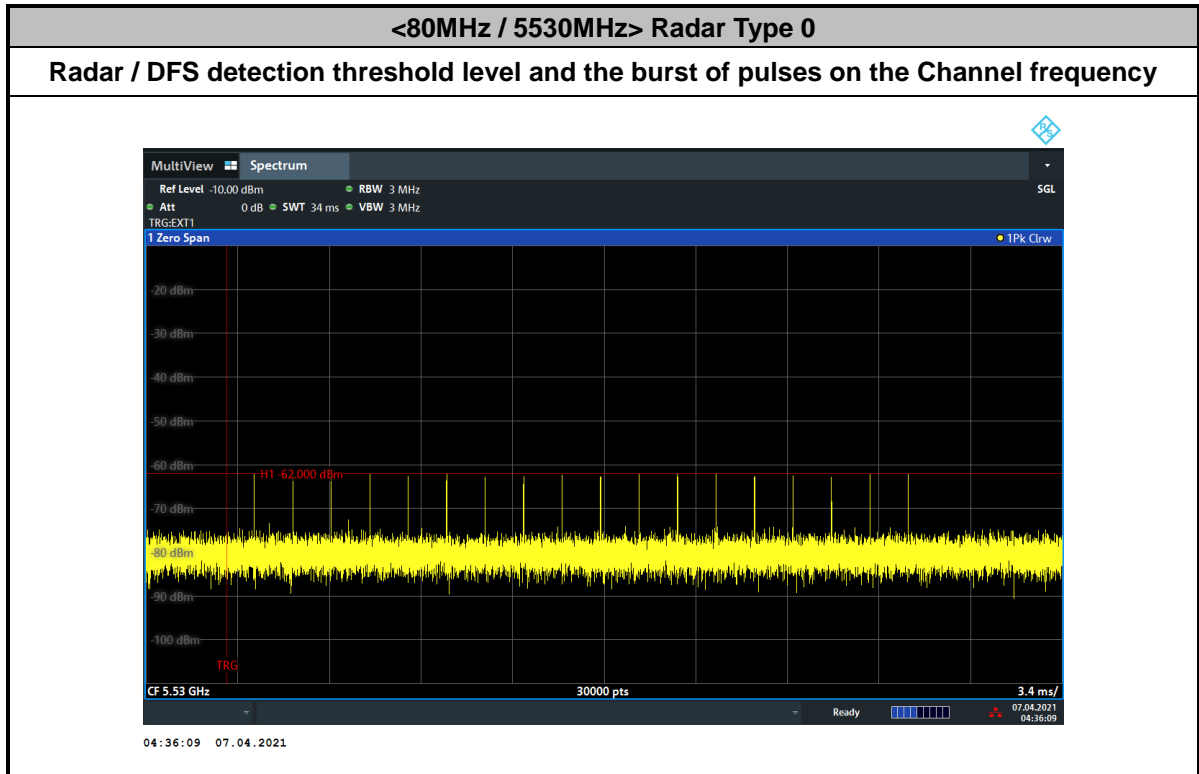 <80MHz / 5530MHz> Radar Type 0
Radar / DFS detection threshold level and the burst of pulses on the Channel frequency
R&S
MultiView Spectrum
Ref Level -10.00 dBm RBW 3 MHz SGL
Att 0 dB SWT 34 ms VBW 3 MHz
TRG:EXT1
1 Zero Span 1Pk Clrw
-20 dBm
-30 dBm
-40 dBm
-50 dBm
-60 dBm
H1 -62.000 dBm
-70 dBm
-80 dBm
-90 dBm
-100 dBm
TRG
CF 5.53 GHz 30000 pts 3.4 ms/
Ready 07.04.2021
04:36:09
04:36:09 07.04.2021